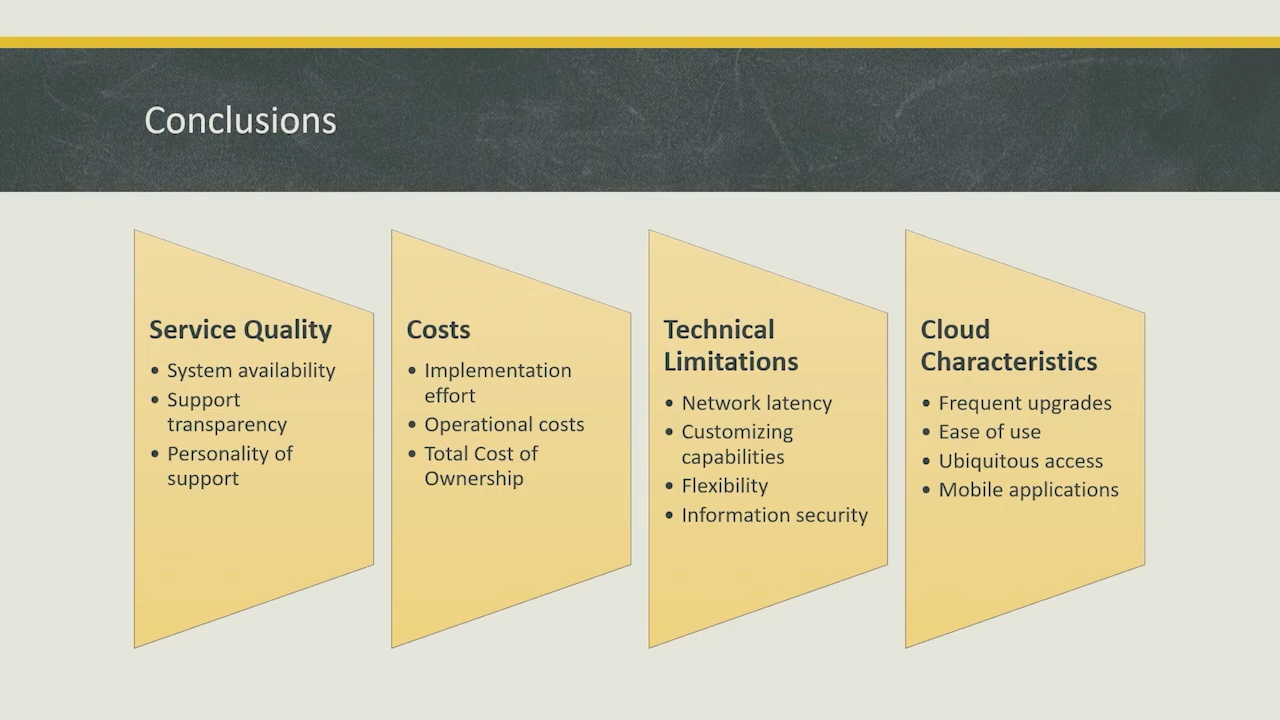 Conclusions
Service Quality
• System availability
• Support
transparency
• Personality of
support
Costs
• Implementation
effort
• Operational costs
• Total Cost of
Ownership
Technical
Limitations
• Network latency
• Customizing
capabilities
• Flexibility
• Information security
Cloud
Characteristics
• Frequent upgrades
• Ease of use
• Ubiquitous access
• Mobile applications